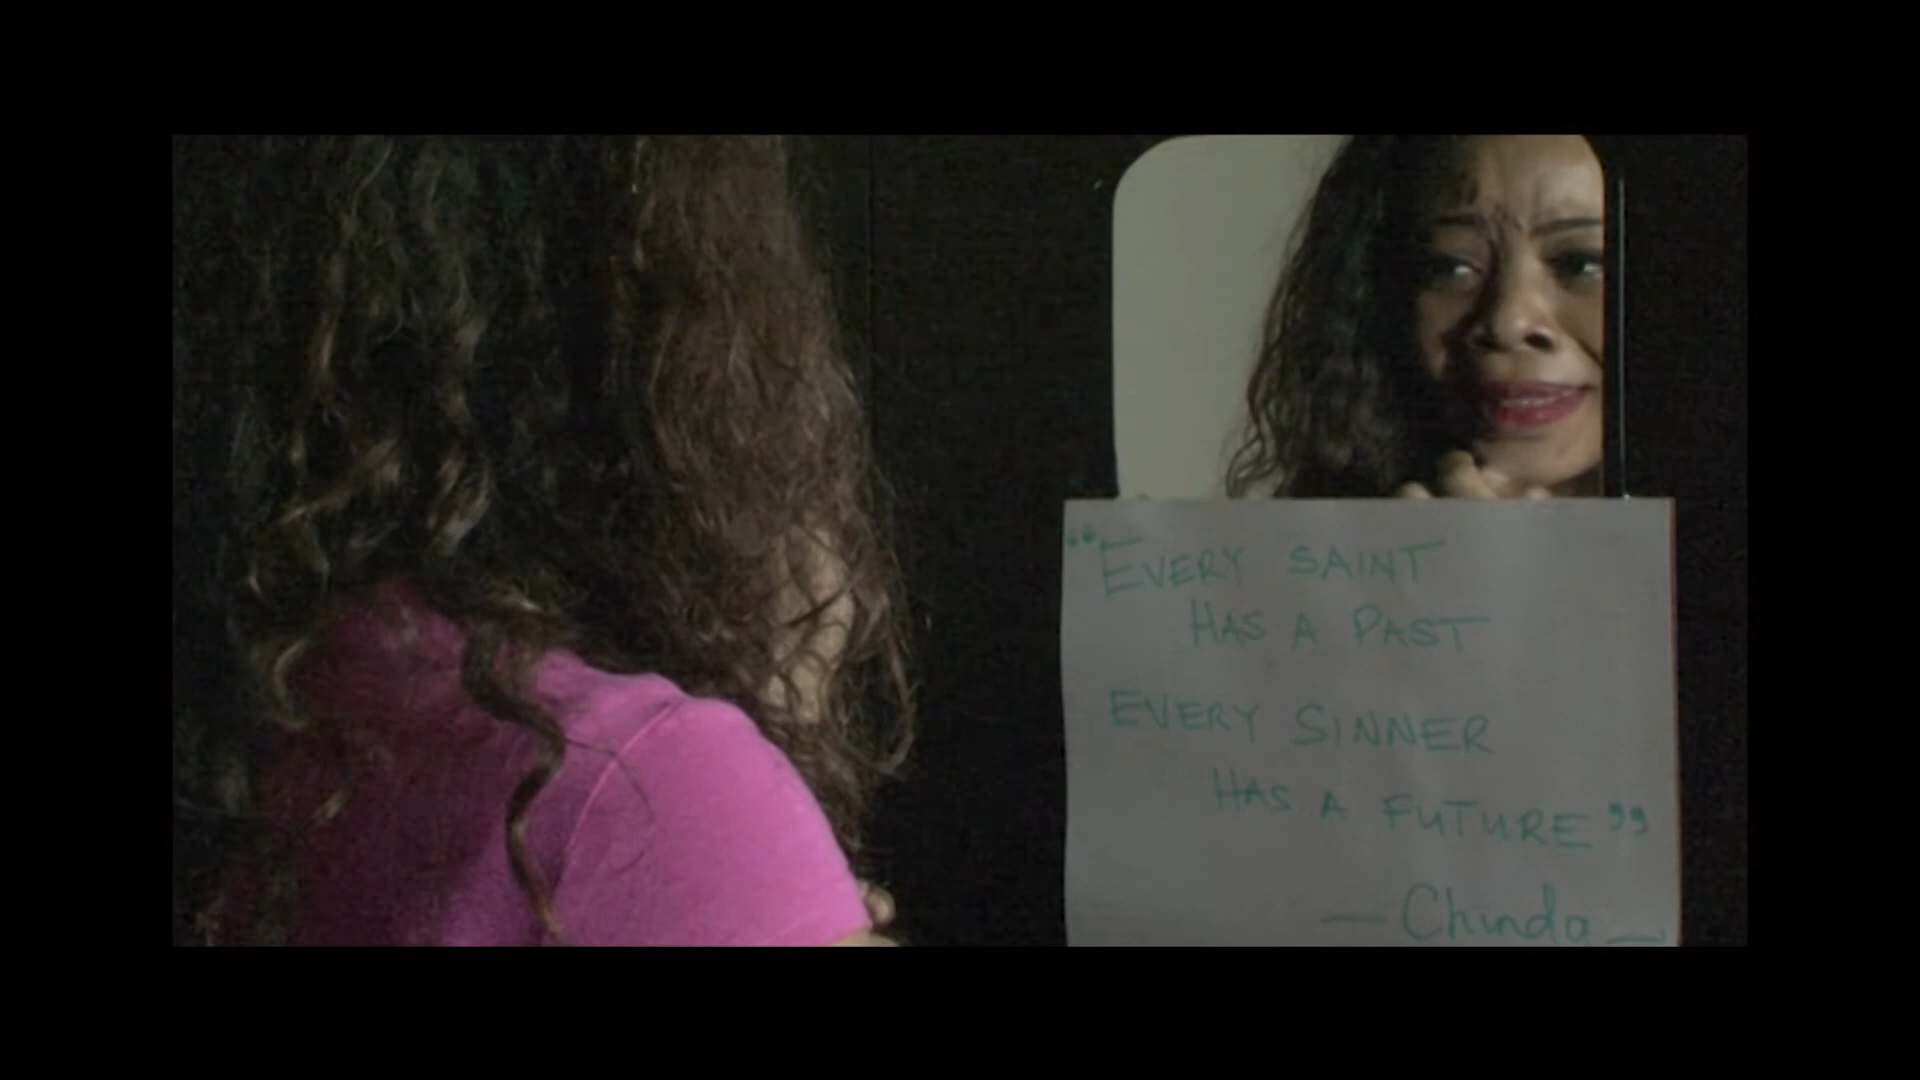 “EVERY SAINT
HAS A PAST
EVERY SINNER
HAS A FUTURE”
— Chinda —